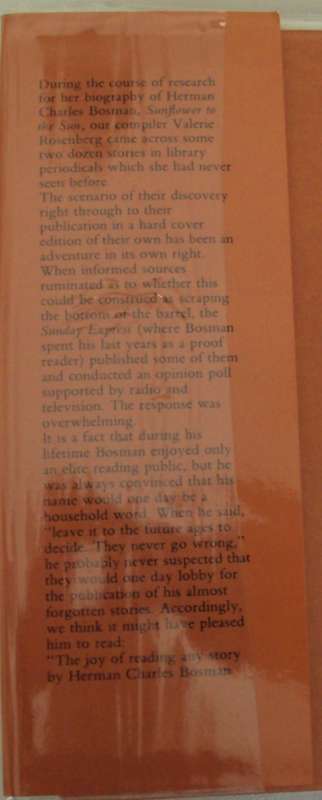 During the course of research
for her biography of Herman
Charles Bosman, Sunflower to
the Sun, our compiler Valerie
Rosenberg came across some
two dozen stories in library
periodicals which she had never
seen before.
The scenario of their discovery
right through to their
publication in a hard cover
edition of their own has been an
adventure in its own right.
When informed sources
ruminated as to whether this
could be construed as scraping
the bottom of the barrel, the
Sunday Express (where Bosman
spent his last years as a proof
reader) published some of them
and conducted an opinion poll
supported by radio and
television. The response was
overwhelming.
It is a fact that during his
lifetime Bosman enjoyed only
an elite reading public, but he
was always convinced that his
name would one day be a
household word. When he said,
"leave it to the future ages to
decide. They never go wrong,"
he probably never suspected that
they would one day lobby for
the publication of his almost
forgotten stories. Accordingly,
we think it might have pleased
him to read:
"The joy of reading any story
by Herman Charles Bosman